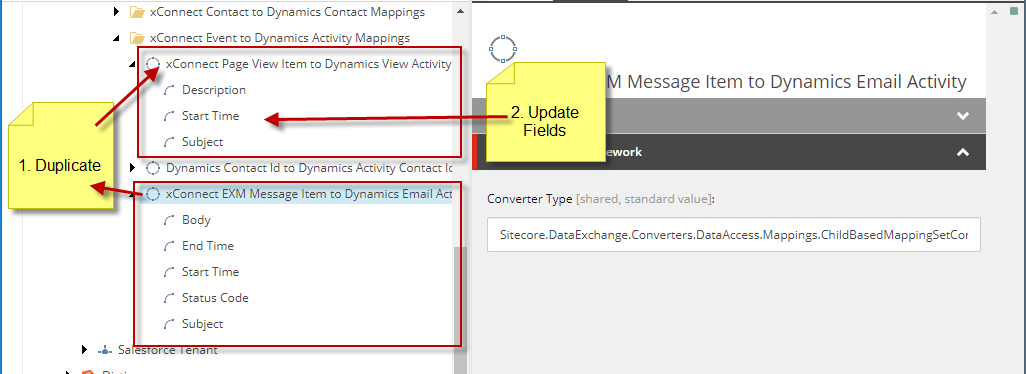 xConnect Contact to Dynamics Contact Mappings
xConnect Event to Dynamics Activity Mappings
xConnect Page View Item to Dynamics View Activity
Description
Start Time
Subject
Dynamics Contact Id to Dynamics Activity Contact Ic
xConnect EXM Message Item to Dynamics Email Act
Body
End Time
Start Time
Status Code
Subject
Salesforce Tenant
1. Duplicate
2. Update
Fields
M Message Item to Dynamics Email Activity
ework
Converter Type [shared, standard value]:
Sitecore.DataExchange.Converters.DataAccess.Mappings.ChildBasedMappingSetCor